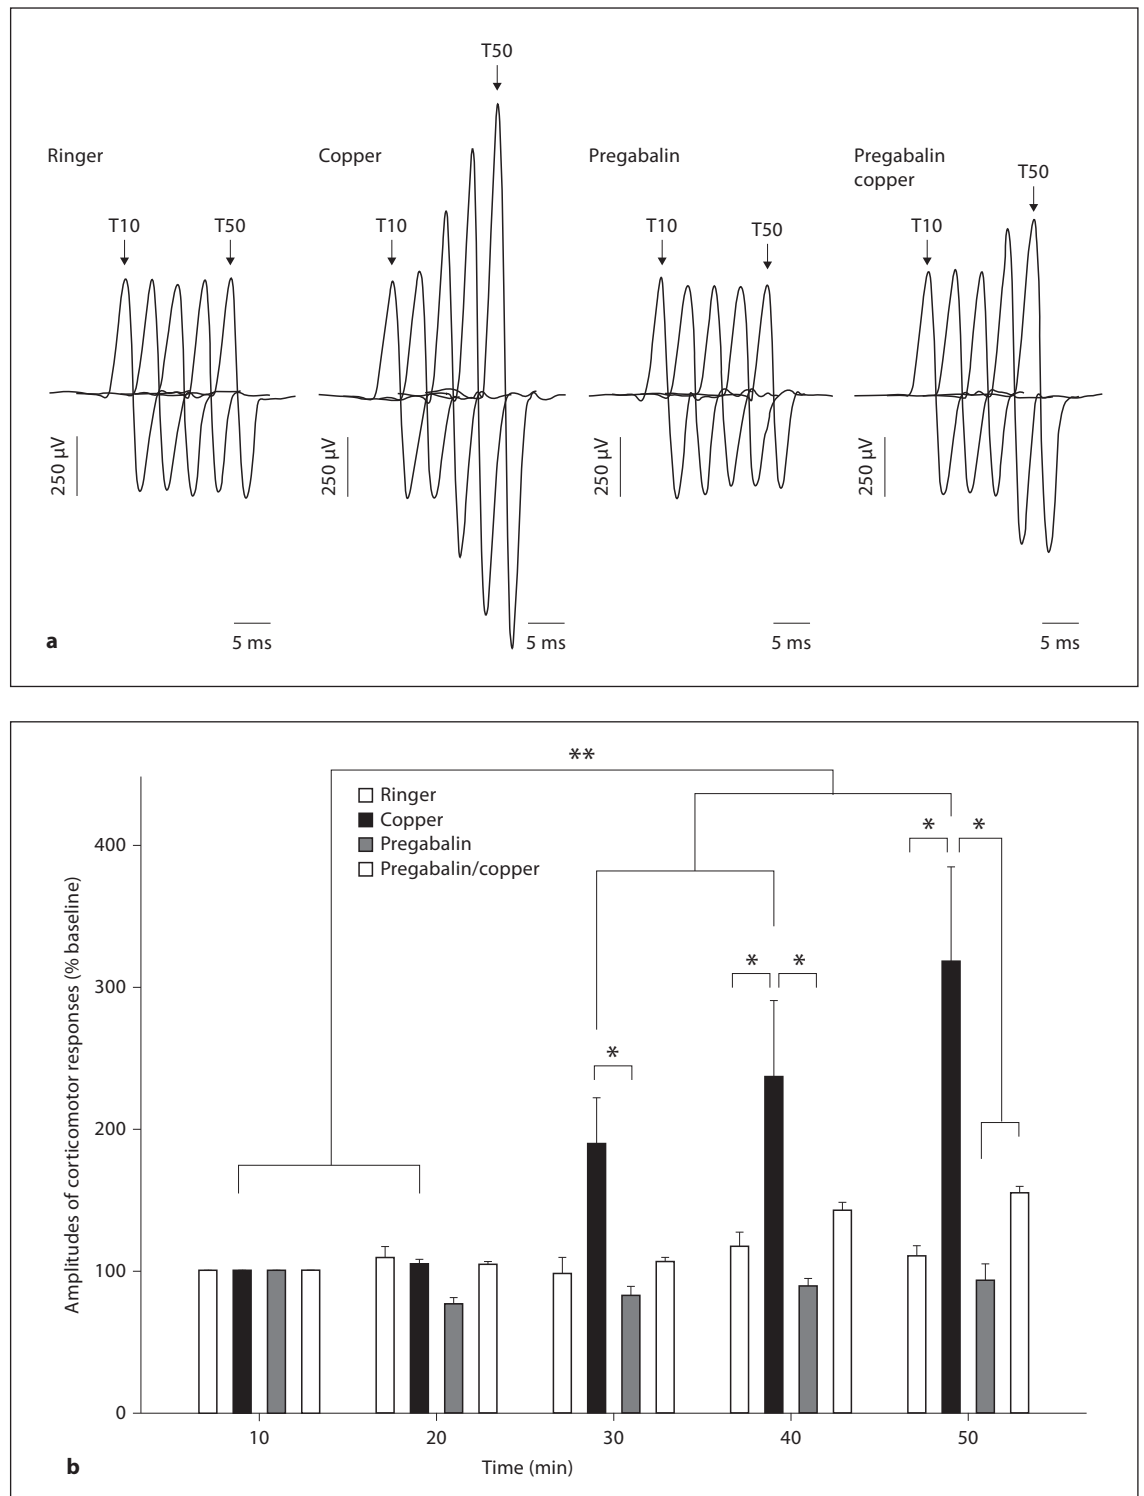 T50
Ringer
Copper
Pregabalin
Pregabalin
copper
T50
T10
T50
T10
T10
T50
T10
250 µV
250 µV
250 µV
250 µV
a
5 ms
5 ms
5 ms
5 ms
**
Ringer
Copper
Pregabalin
Pregabalin/copper
* *
* *
*
Amplitudes of corticomotor responses (% baseline)
400
300
200
100
0
10
20
30
40
50
Time (min)
b